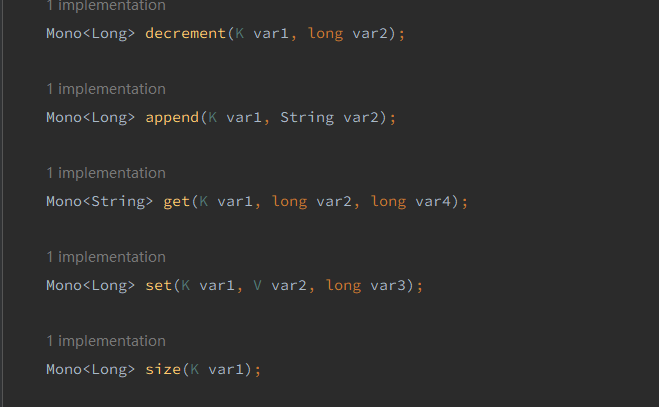 1 implementation
Mono<Long> decrement(K var1, long var2);
1 implementation
Mono<Long> append(K var1, String var2);
1 implementation
Mono<String> get(K var1, long var2, long var4);
1 implementation
Mono<Long> set(K var1, V var2, long var3);
1 implementation
Mono<Long> size(K var1);